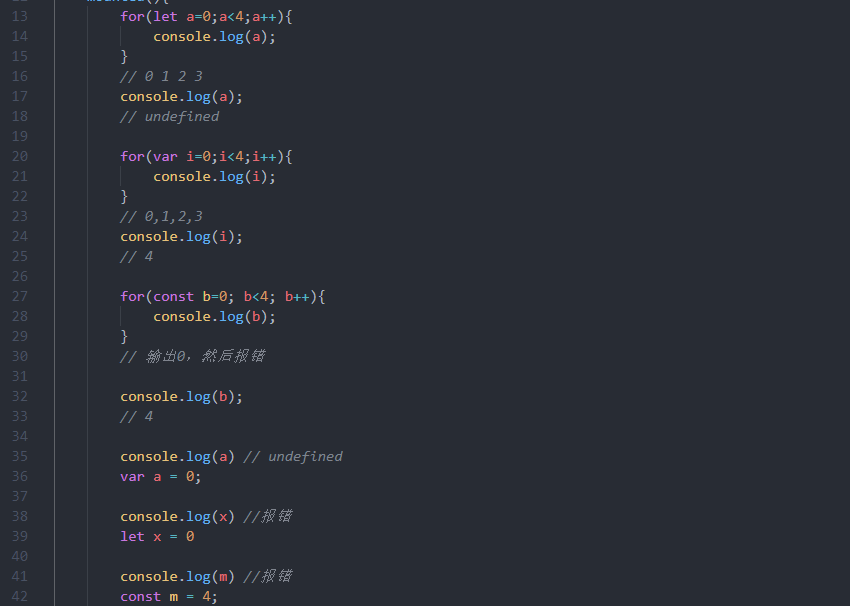 12 mounted(){
13 for(let a=0;a<4;a++){
14 console.log(a);
15 }
16 // 0 1 2 3
17 console.log(a);
18 // undefined
19
20 for(var i=0;i<4;i++){
21 console.log(i);
22 }
23 // 0,1,2,3
24 console.log(i);
25 // 4
26
27 for(const b=0; b<4; b++){
28 console.log(b);
29 }
30 // 输出0，然后报错
31
32 console.log(b);
33 // 4
34
35 console.log(a) // undefined
36 var a = 0;
37
38 console.log(x) //报错
39 let x = 0
40
41 console.log(m) //报错
42 const m = 4;